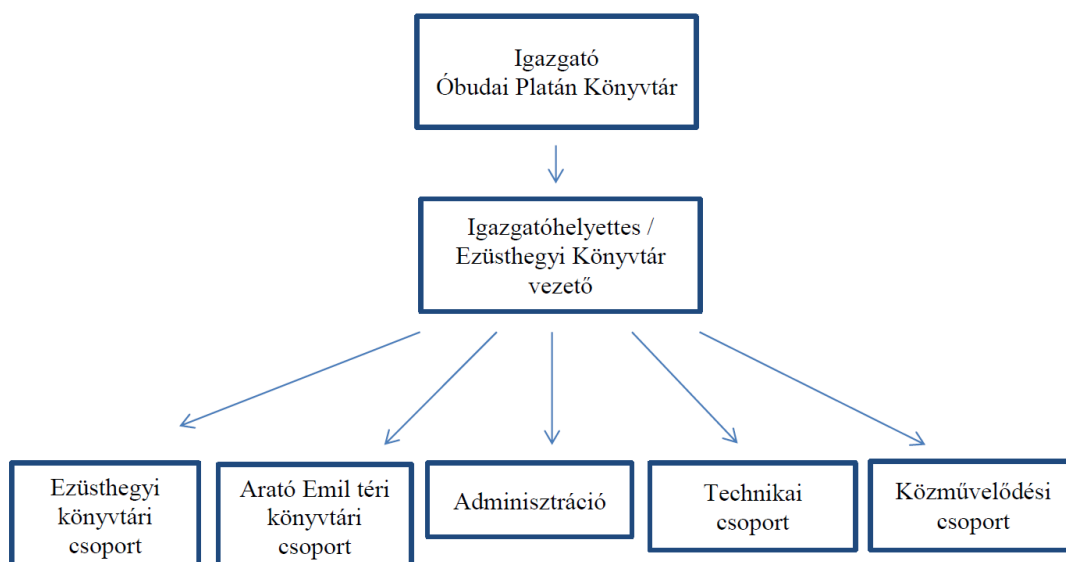 Igazgató
Óbudai Platán Könyvtár
Igazgatóhelyettes /
Ezüsthegyi Könyvtár
vezető
Ezüsthegyi
könyvtári
csoport
Arató Emil téri
könyvtári
csoport
Adminisztráció
Technikai
csoport
Közművelődési
csoport